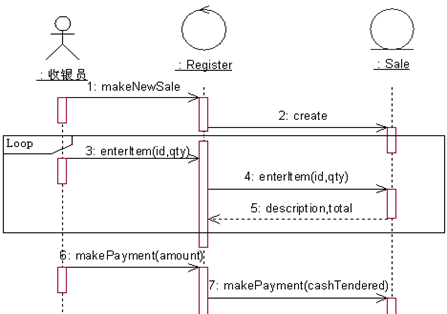 : 收银员
: Register
: Sale
1: makeNewSale
2: create
Loop
3: enterItem(id,qty)
4: enterItem(id,qty)
5: description,total
6: makePayment(amount)
7: makePayment(cashTendered)